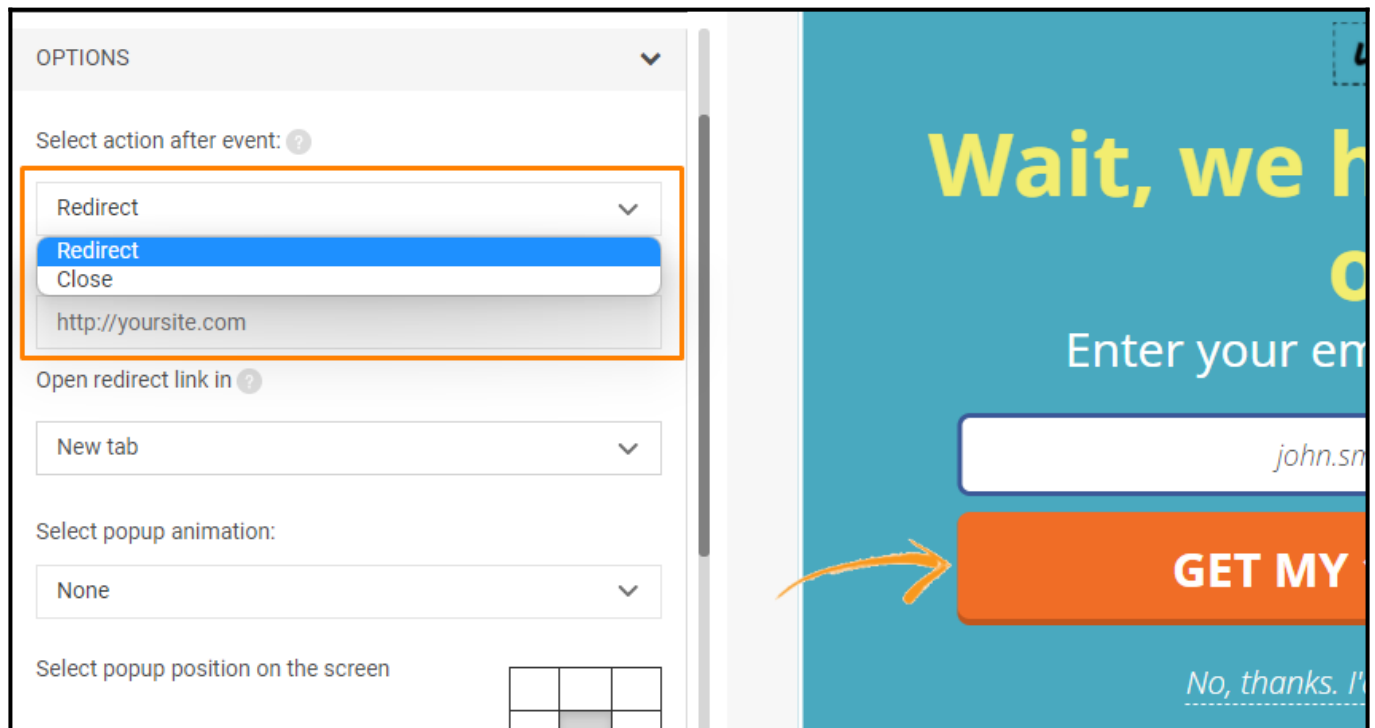 OPTIONS
Select action after event: ?
Redirect
Redirect
Close
http://yoursite.com
Open redirect link in ?
New tab
Select popup animation:
None
Select popup position on the screen
Wait, we h
o
Enter your em
john.sm
GET MY
No, thanks. I'